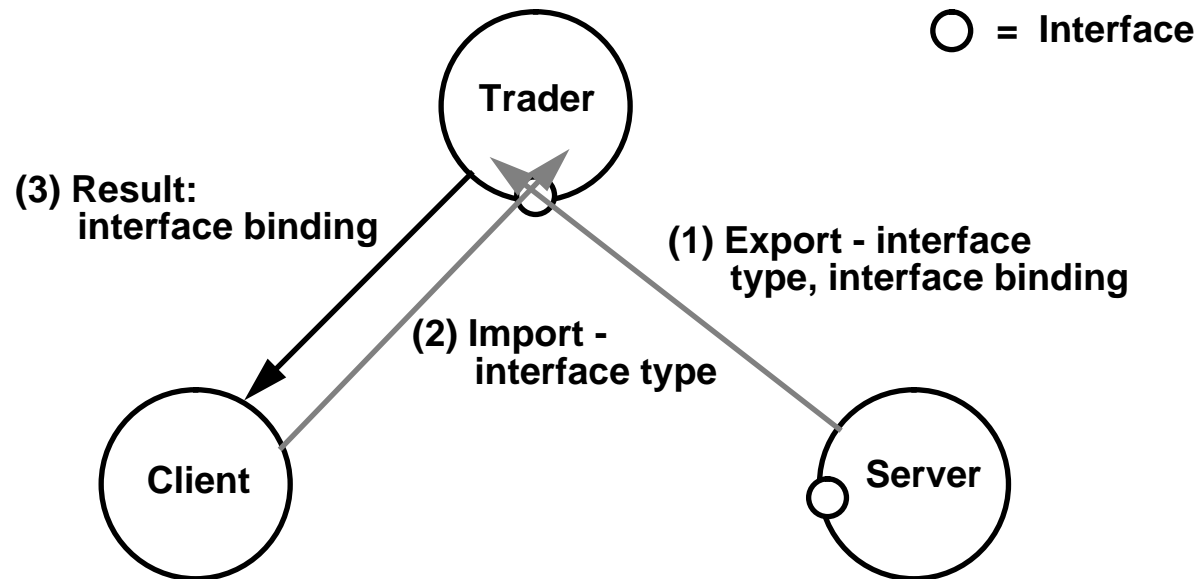 = Interface
Trader
(3) Result:
interface binding
(1) Export - interface
type, interface binding
(2) Import -
interface type
Client
Server